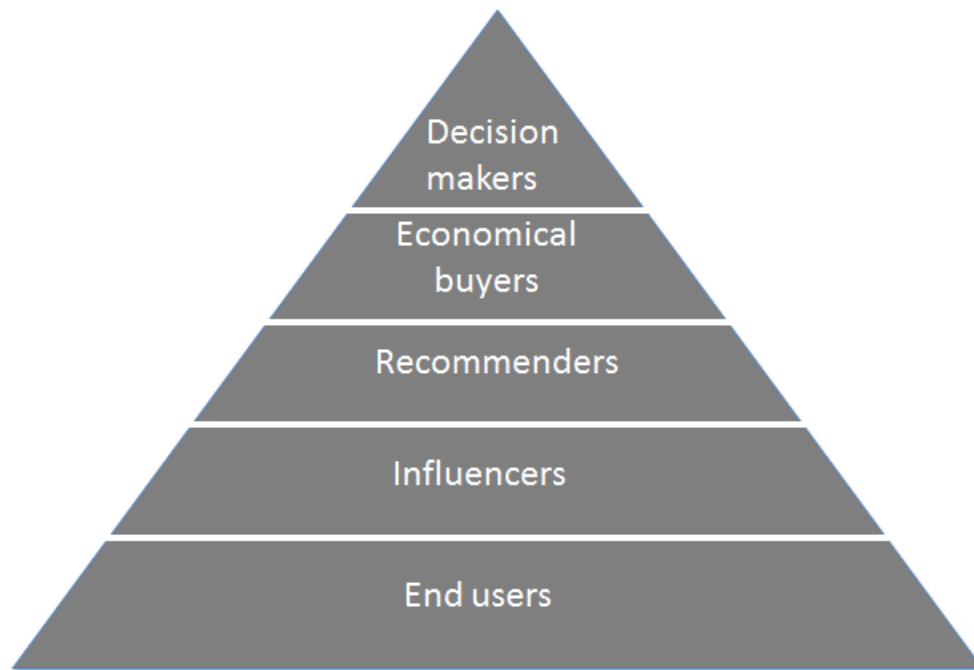 Decision
makers
Economical
buyers
Recommenders
Influencers
End users